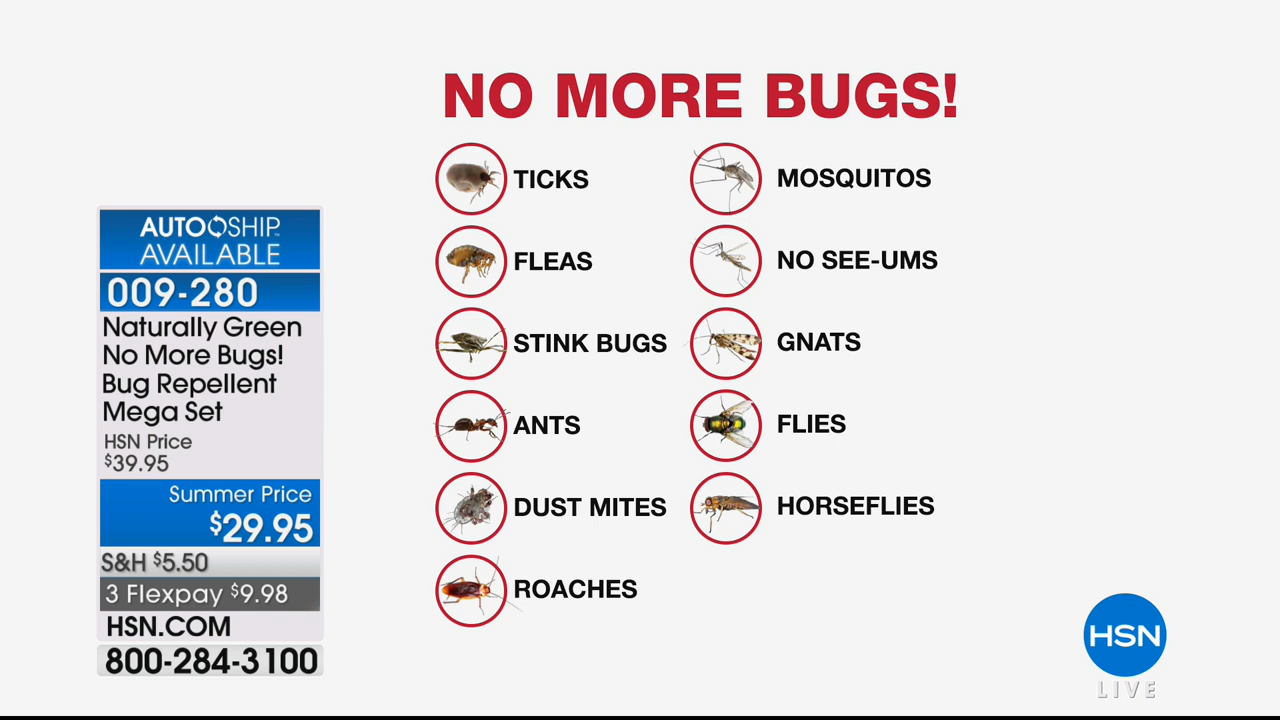 NO MORE BUGS!
TICKS
MOSQUITOS
FLEAS
NO SEE-UMS
STINK BUGS
GNATS
ANTS
FLIES
DUST MITES
HORSEFLIES
ROACHES
AUTO SHIP
AVAILABLE
009-280
Naturally Green
No More Bugs!
Bug Repellent
Mega Set
HSN Price
$39.95
Summer Price
$29.95
S&H $5.50
3 Flexpay $9.98
HSN.COM
800-284-3100
HSN
LIVE